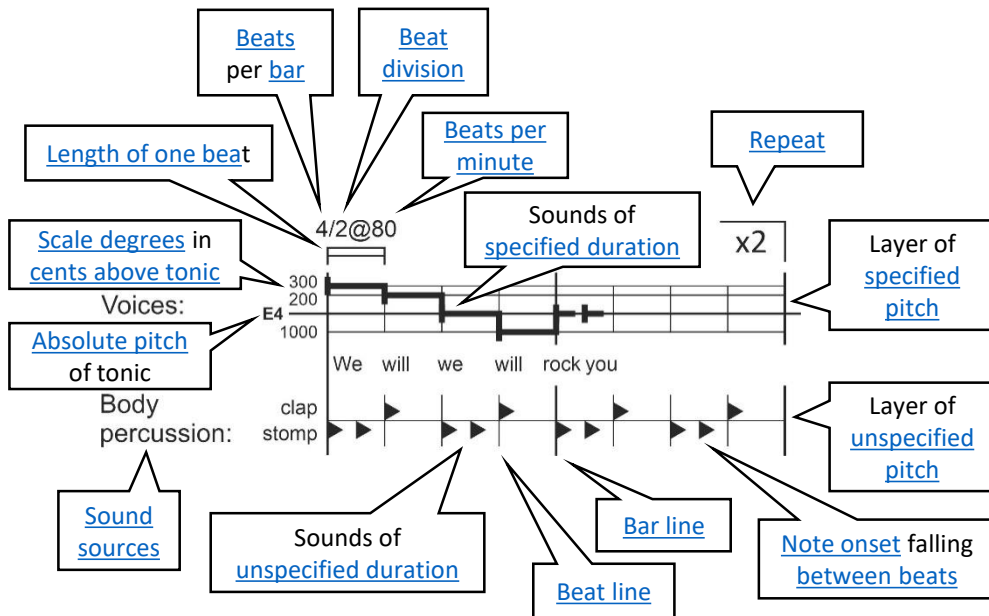 Beats
per bar
Beat
division
Length of one beat
Beats per
minute
Repeat
4/2@80
x2
Scale degrees in
cents above tonic
Sounds of
specified duration
Layer of
specified
pitch
300
200
Voices:
E4
1000
Absolute pitch
of tonic
We will we will rock you
Body
percussion:
clap
stomp
Layer of
unspecified
pitch
Sound
sources
Sounds of
unspecified duration
Beat line
Bar line
Note onset falling
between beats